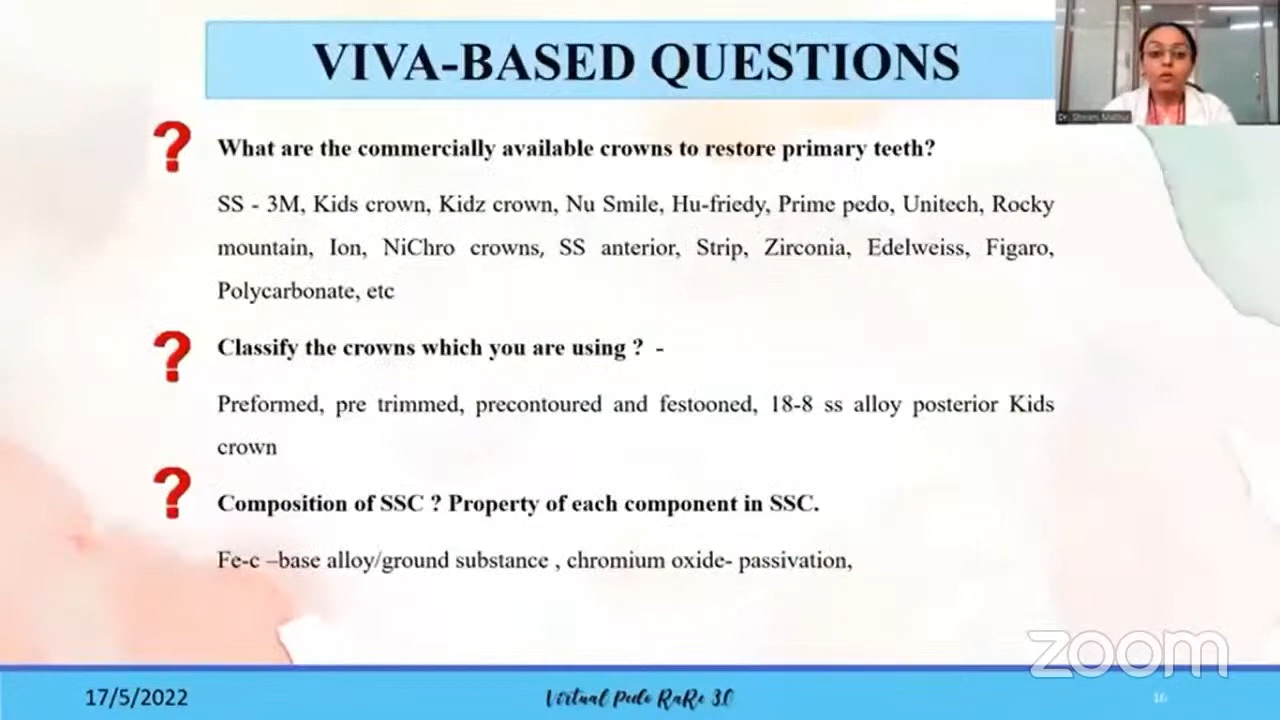 VIVA-BASED QUESTIONS
What are the commercially available crowns to restore primary teeth?
SS - 3M, Kids crown, Kidz crown, Nu Smile, Hu-friedy, Prime pedo, Unitech, Rocky
mountain, Ion, NiChro crowns, SS anterior, Strip, Zirconia, Edelweiss, Figaro,
Polycarbonate, etc
Classify the crowns which you are using ? -
Preformed, pre trimmed, precontoured and festooned, 18-8 ss alloy posterior Kids
crown
Composition of SSC ? Property of each component in SSC.
Fe-c –base alloy/ground substance , chromium oxide- passivation,
zoom
17/5/2022
Virtual Pedo RaRe 3.0
16
Dr.